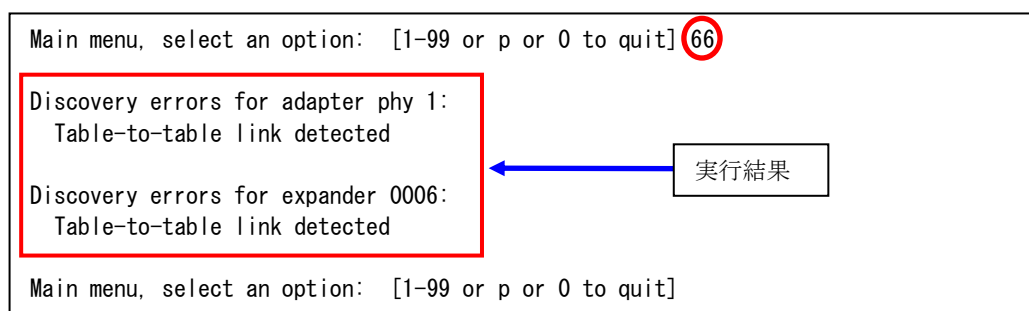 Main menu, select an option:  [1-99 or p or 0 to quit] 66
Discovery errors for adapter phy 1:
  Table-to-table link detected
実行結果
Discovery errors for expander 0006:
  Table-to-table link detected
Main menu, select an option:  [1-99 or p or 0 to quit]